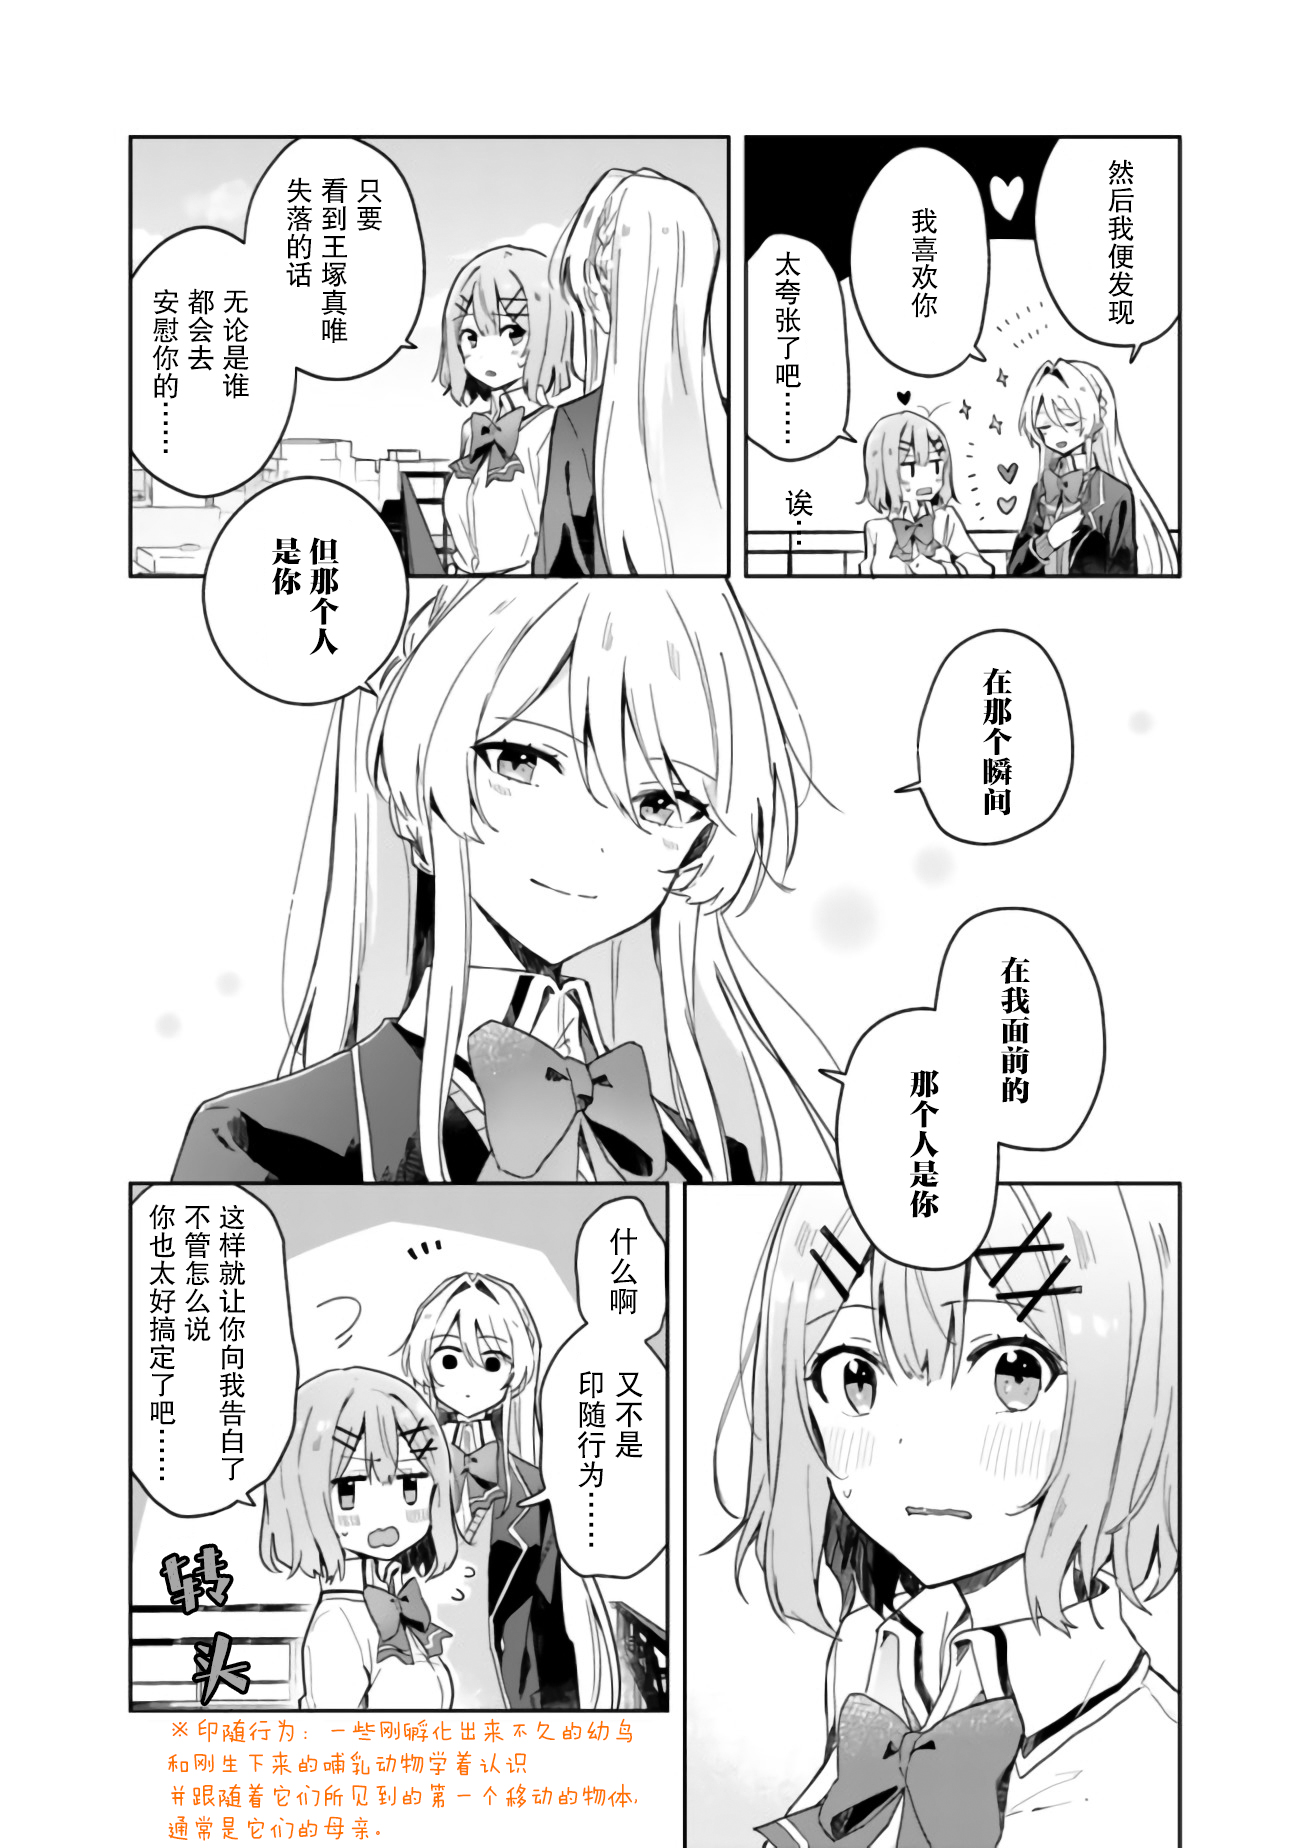 然后我便发现
我喜欢你
太夸张了吧……
诶…
只要
看到王塚真唯
失落的话
无论是谁
都会去
安慰你的……
但那个人
是你
在那个瞬间
在我面前的
那个人是你
什么啊
又不是
印随行为……
这样就让你向我告白了
不管怎么说
你也太好搞定了吧……
转头
※印随行为：一些刚孵化出来不久的幼鸟
和刚生下来的哺乳动物学着认识
并跟随着它们所见到的第一个移动的物体，
通常是它们的母亲。